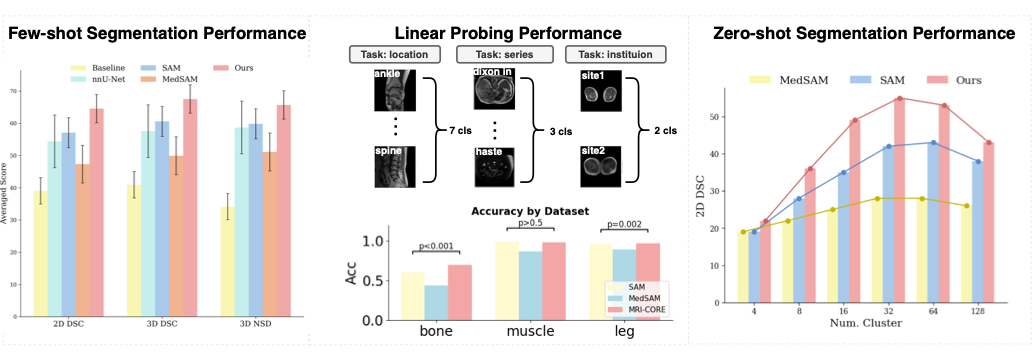 Few-shot Segmentation Performance
Baseline
SAM
Ours
nnU-Net
MedSAM
Averaged Score
70
60
50
40
30
20
10
0
2D DSC
3D DSC
3D NSD
Linear Probing Performance
Task: location
Task: series
Task: instituiton
ankle
dixon in
site1
7 cls
3 cls
2 cls
spine
haste
site2
Accuracy by Dataset
Acc
1.0
0.5
0.0
p<0.001
p>0.5
p=0.002
SAM
MedSAM
MRI-CORE
bone
muscle
leg
Zero-shot Segmentation Performance
MedSAM
SAM
Ours
2D DSC
50
40
30
20
10
0
4
8
16
32
64
128
Num. Cluster